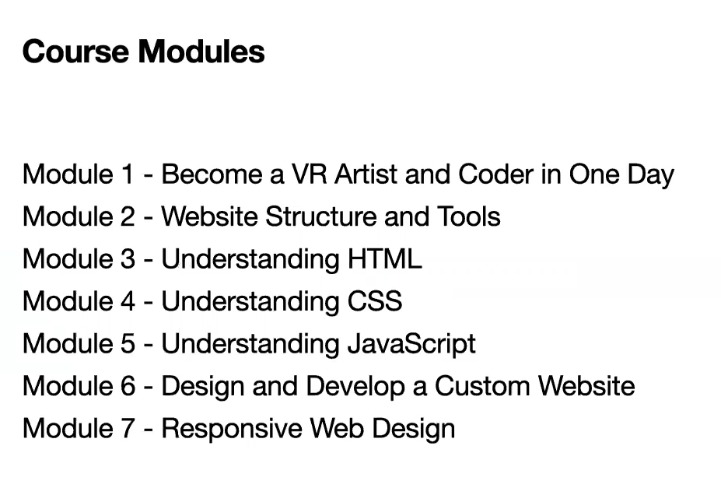 Course Modules
Module 1 - Become a VR Artist and Coder in One Day
Module 2 - Website Structure and Tools
Module 3 - Understanding HTML
Module 4 - Understanding CSS
Module 5 - Understanding JavaScript
Module 6 - Design and Develop a Custom Website
Module 7 - Responsive Web Design